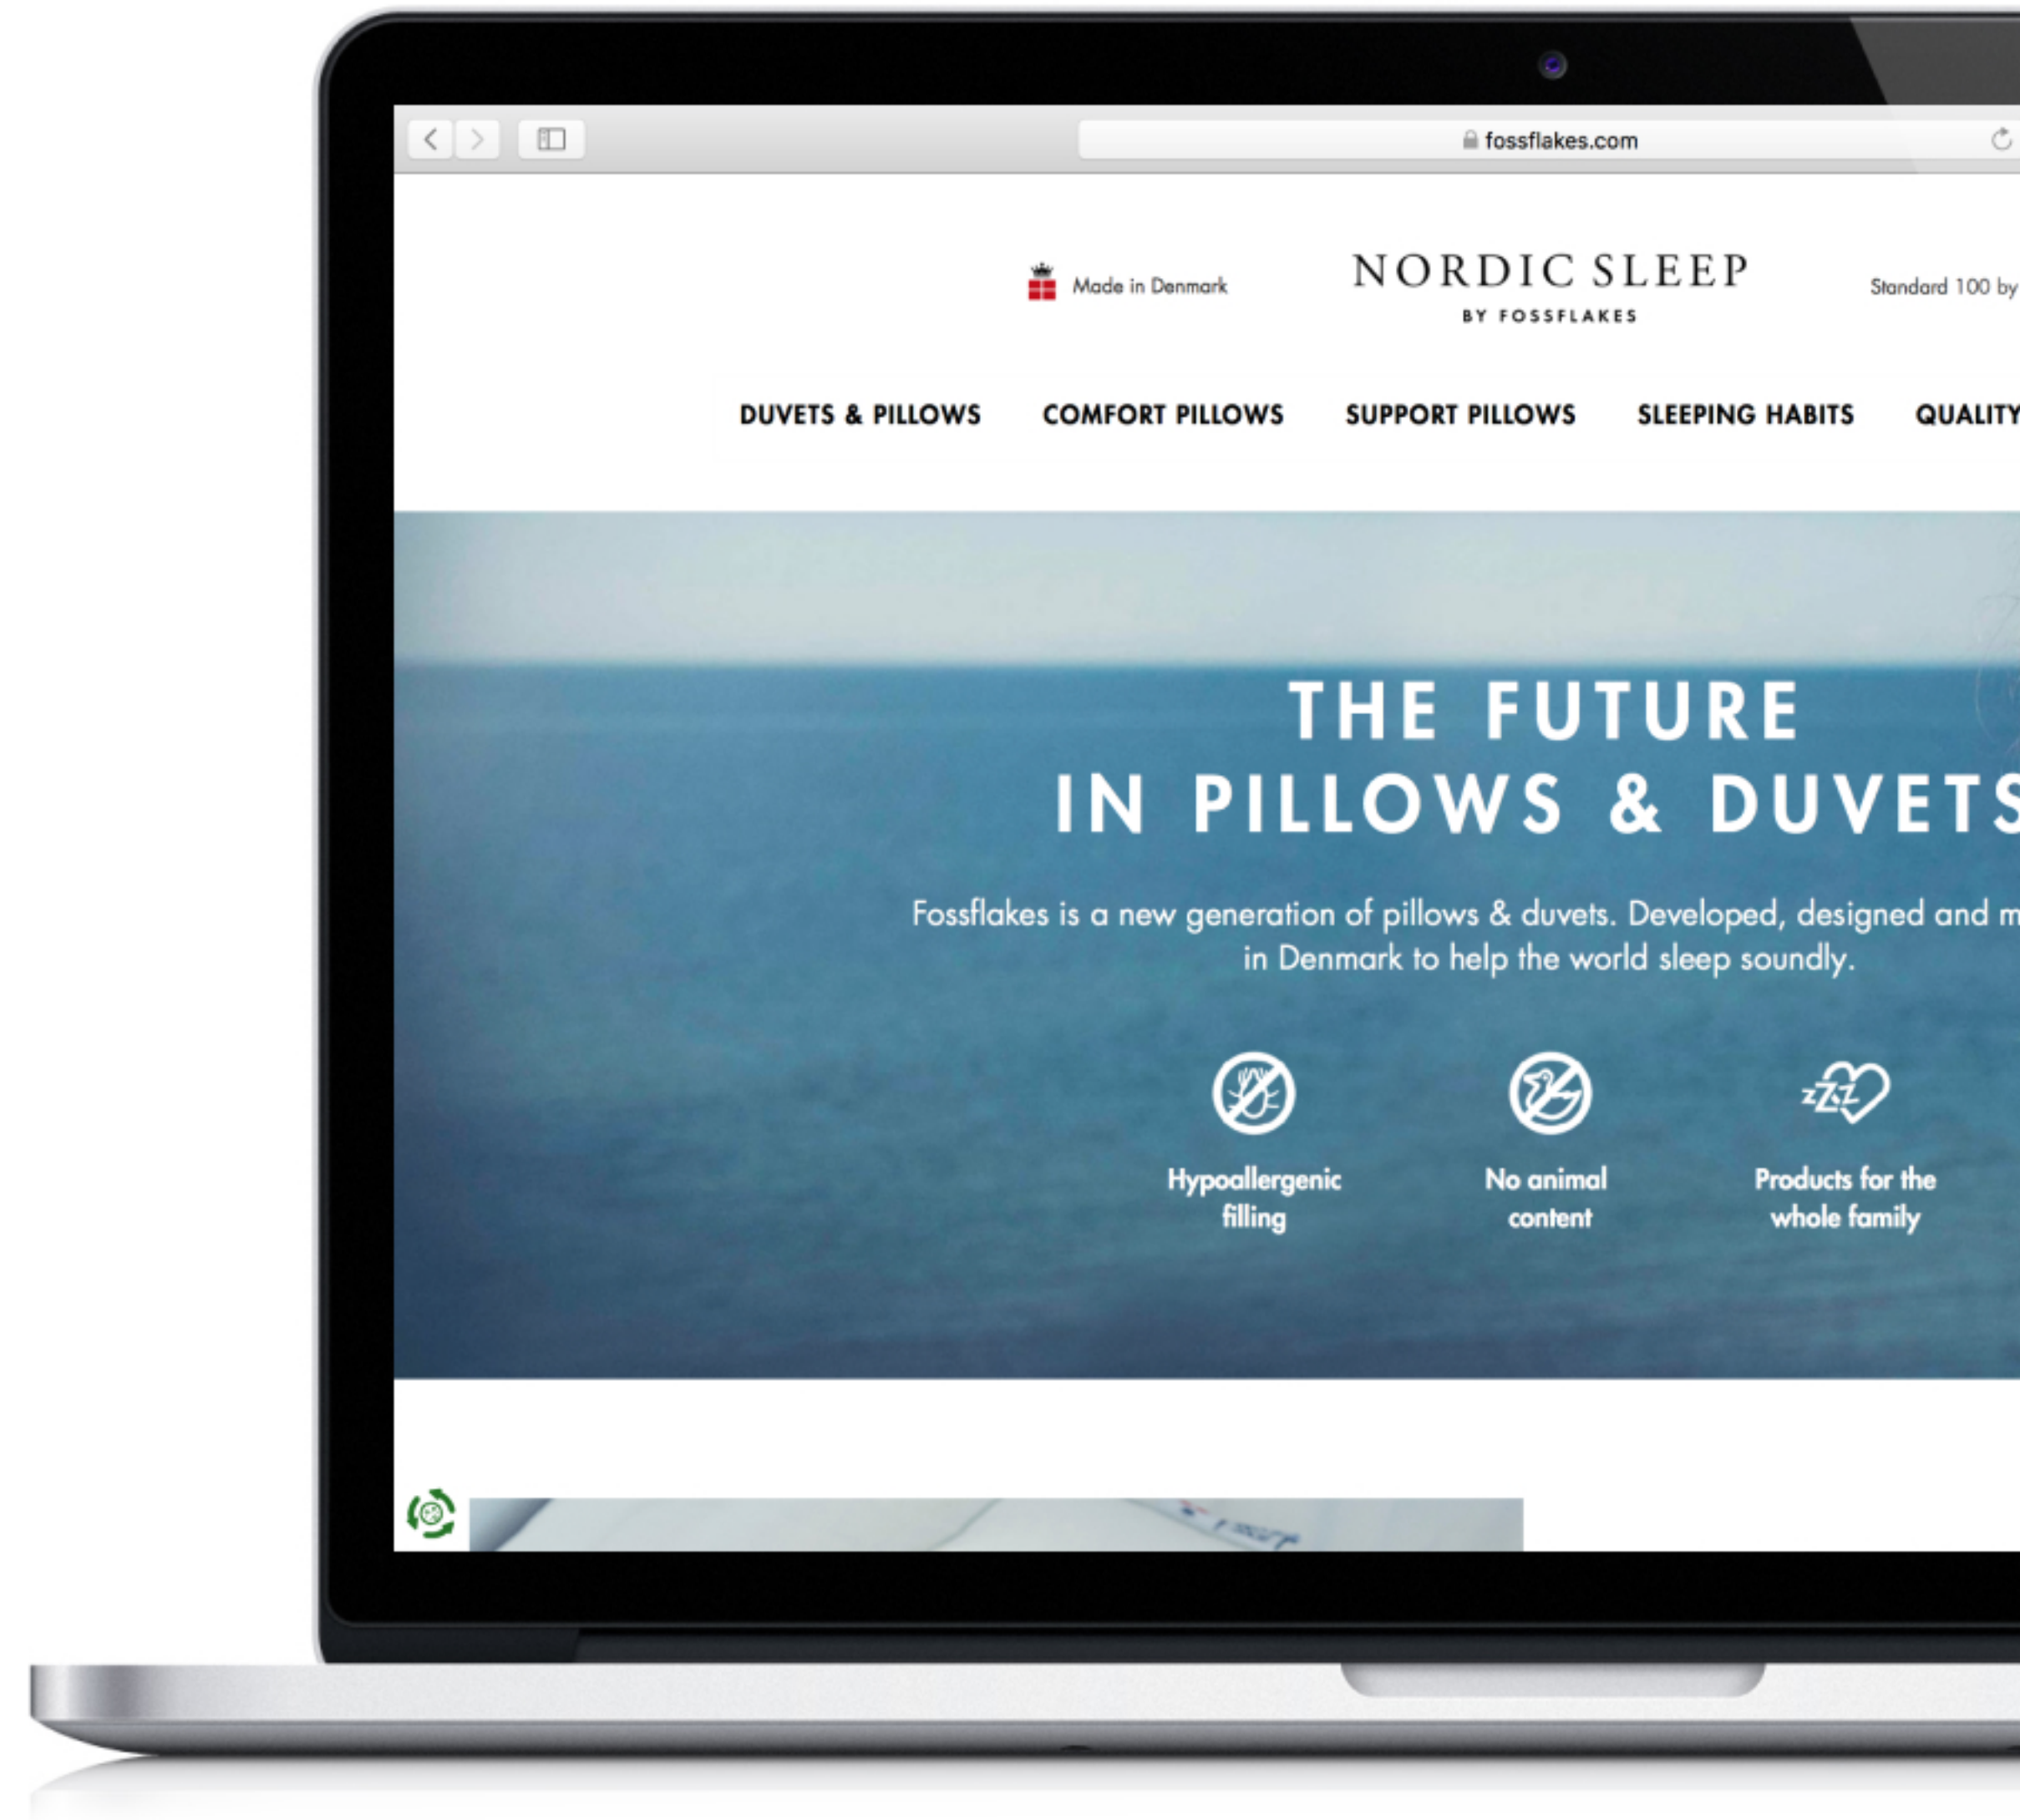 fossflakes.com
Made in Denmark
NORDIC SLEEP
BY FOSSFLAKES
Standard 100 by
DUVETS & PILLOWS COMFORT PILLOWS SUPPORT PILLOWS SLEEPING HABITS QUALITY
THE FUTURE
IN PILLOWS & DUVETS
Fossflakes is a new generation of pillows & duvets. Developed, designed and m
in Denmark to help the world sleep soundly.
zZzZ
Hypoallergenic
filling
No animal
content
Products for the
whole family